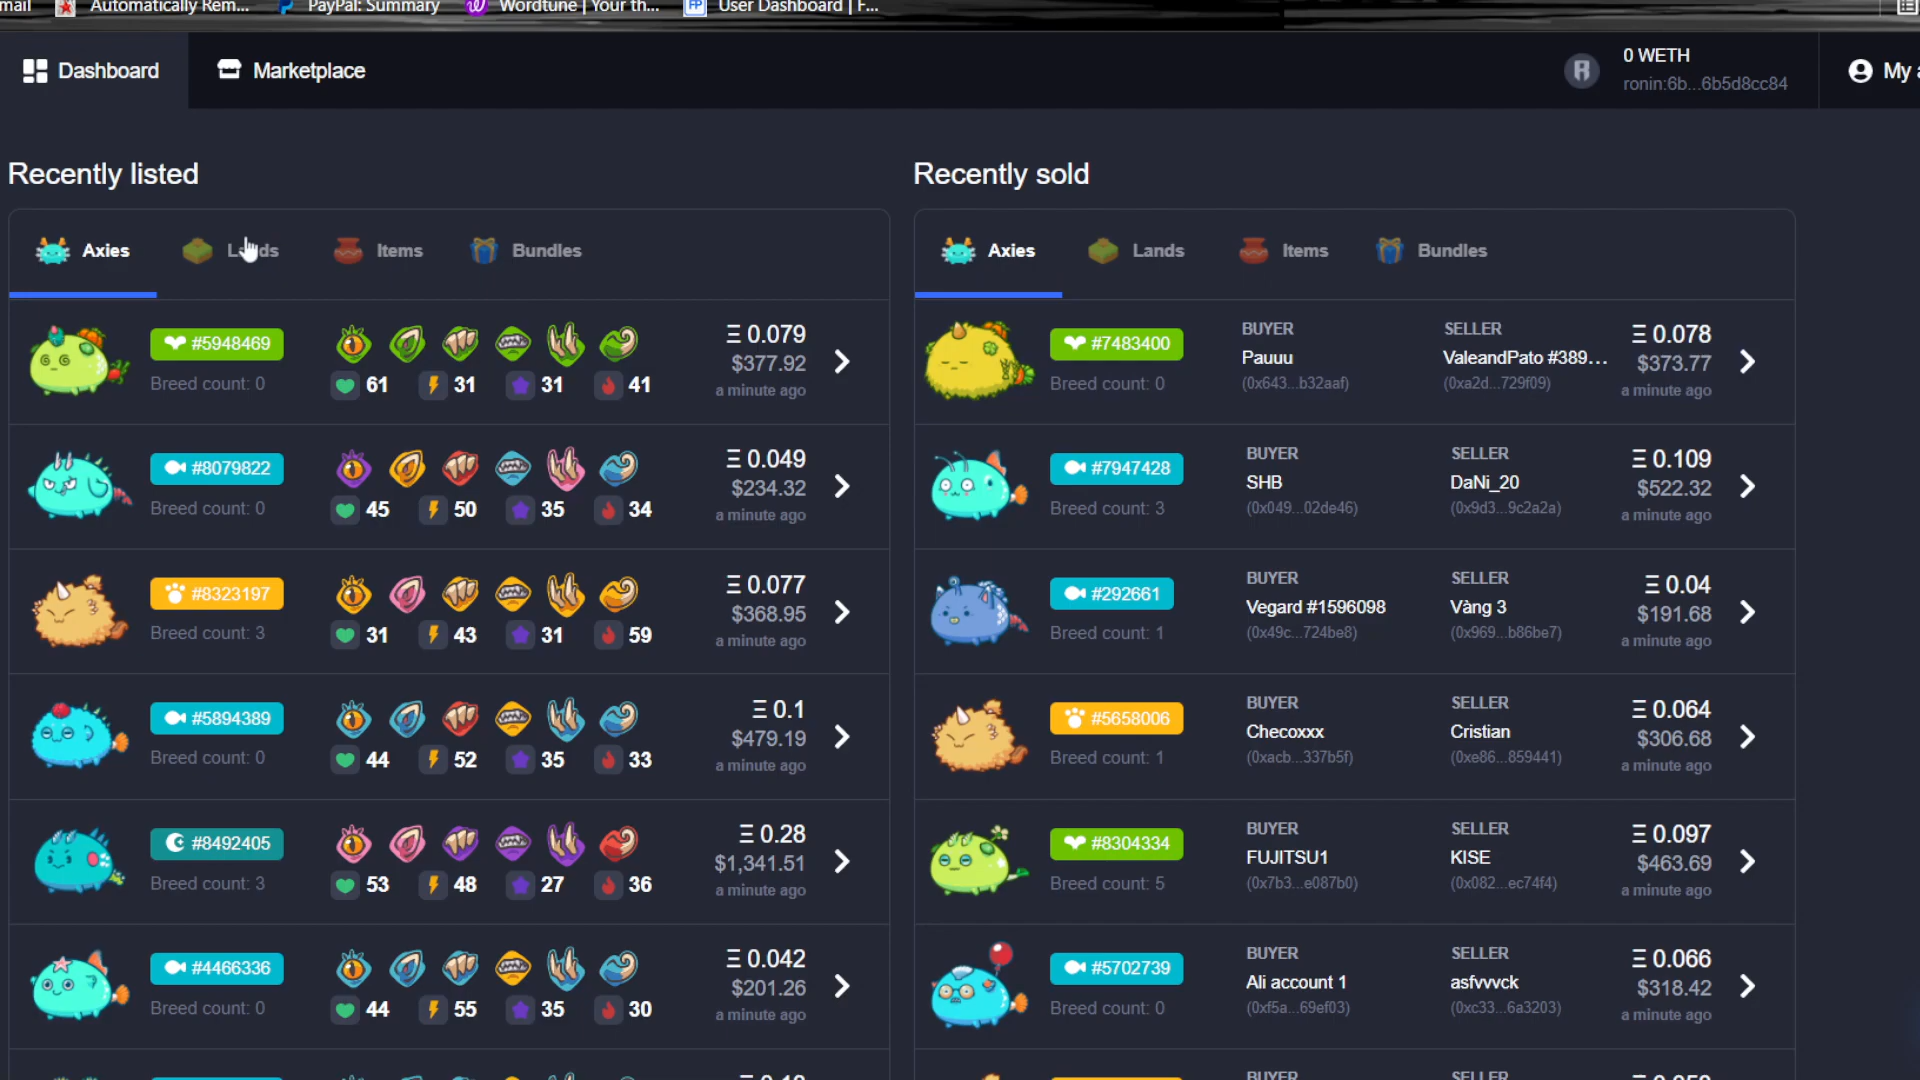 mail Automatically Rem... PayPal: Summary Wordtune | Your th... FP User Dashboard | F...
Dashboard
Marketplace
0 WETH
ronin:6b...6b5d8cc84
My
Recently listed
Axies Lands Items Bundles
#5948469
Breed count: 0
61 31 31 41
Ξ 0.079
$377.92
a minute ago
#8079822
Breed count: 0
45 50 35 34
Ξ 0.049
$234.32
a minute ago
#8323197
Breed count: 3
31 43 31 59
Ξ 0.077
$368.95
a minute ago
#5894389
Breed count: 0
44 52 35 33
Ξ 0.1
$479.19
a minute ago
#8492405
Breed count: 3
53 48 27 36
Ξ 0.28
$1,341.51
a minute ago
#4466336
Breed count: 0
44 55 35 30
Ξ 0.042
$201.26
a minute ago
Recently sold
Axies Lands Items Bundles
#7483400
Breed count: 0
BUYER
Pauuu
(0x643...b32aaf)
SELLER
ValeandPato #389...
(0xa2d...729f09)
Ξ 0.078
$373.77
a minute ago
#7947428
Breed count: 3
BUYER
SHB
(0x049...02de46)
SELLER
DaNi_20
(0x9d3...9c2a2a)
Ξ 0.109
$522.32
a minute ago
#292661
Breed count: 1
BUYER
Vegard #1596098
(0x49c...724be8)
SELLER
Vàng 3
(0x969...b86be7)
Ξ 0.04
$191.68
a minute ago
#5658006
Breed count: 1
BUYER
Checoxxx
(0xacb...337b5f)
SELLER
Cristian
(0xe86...859441)
Ξ 0.064
$306.68
a minute ago
#8304334
Breed count: 5
BUYER
FUJITSU1
(0x7b3...e087b0)
SELLER
KISE
(0x082...ec74f4)
Ξ 0.097
$463.69
a minute ago
#5702739
Breed count: 0
BUYER
Ali account 1
(0xf5a...69ef03)
SELLER
asfvvvck
(0xc33...6a3203)
Ξ 0.066
$318.42
a minute ago
BUYER
SELLER